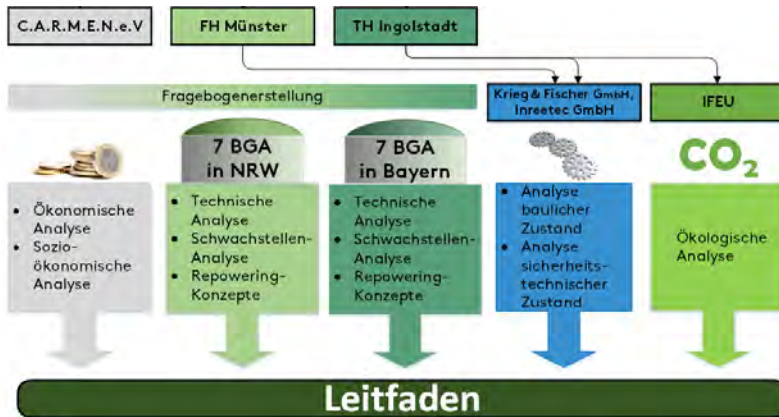 C.A.R.M.E.N.e.V
FH Münster
TH Ingolstadt
Fragebogenerstellung
Krieg & Fischer GmbH,
Inreetec GmbH
IFEU
7 BGA
in NRW
7 BGA
in Bayern
CO₂
• Ökonomische
Analyse
• Sozio-
ökonomische
Analyse
• Technische
Analyse
• Schwachstellen-
Analyse
• Repowering-
Konzepte
• Technische
Analyse
• Schwachstellen-
Analyse
• Repowering-
Konzepte
• Analyse
baulicher
Zustand
• Analyse
sicherheits-
technischer
Zustand
Ökologische
Analyse
Leitfaden